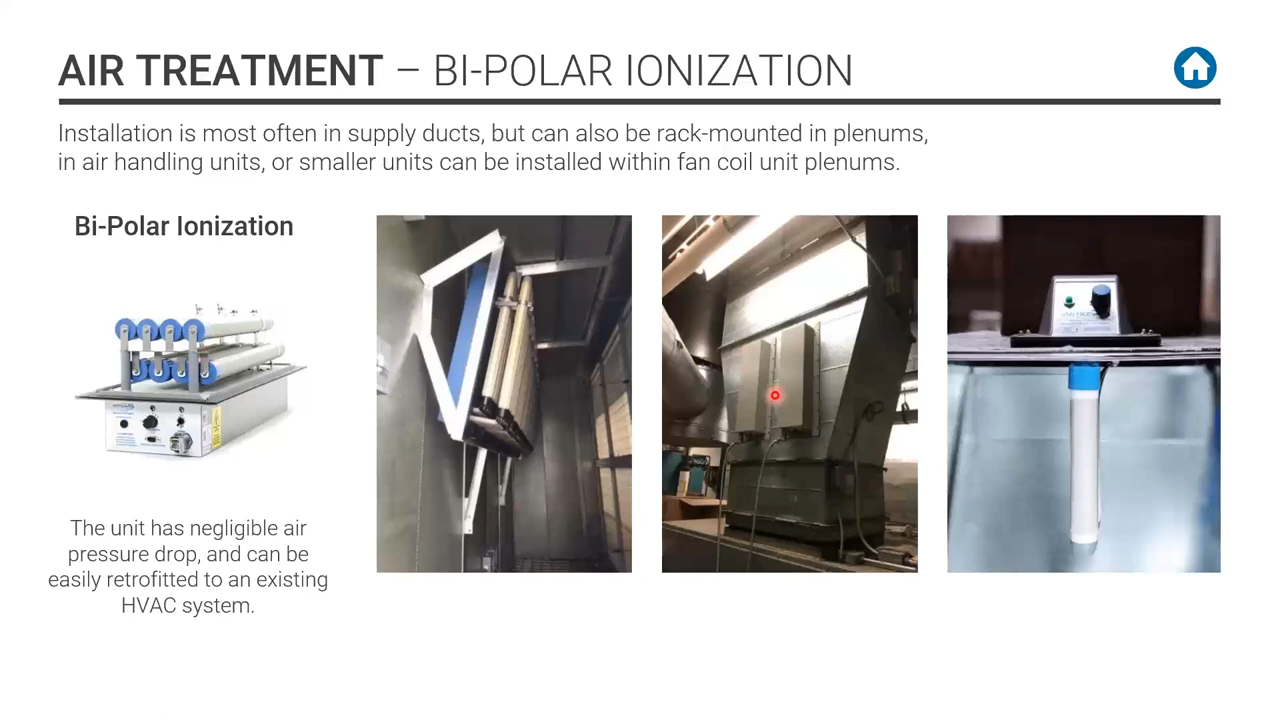 AIR TREATMENT – BI-POLAR IONIZATION
Installation is most often in supply ducts, but can also be rack-mounted in plenums,
in air handling units, or smaller units can be installed within fan coil unit plenums.
Bi-Polar Ionization
The unit has negligible air
pressure drop, and can be
easily retrofitted to an existing
HVAC system.